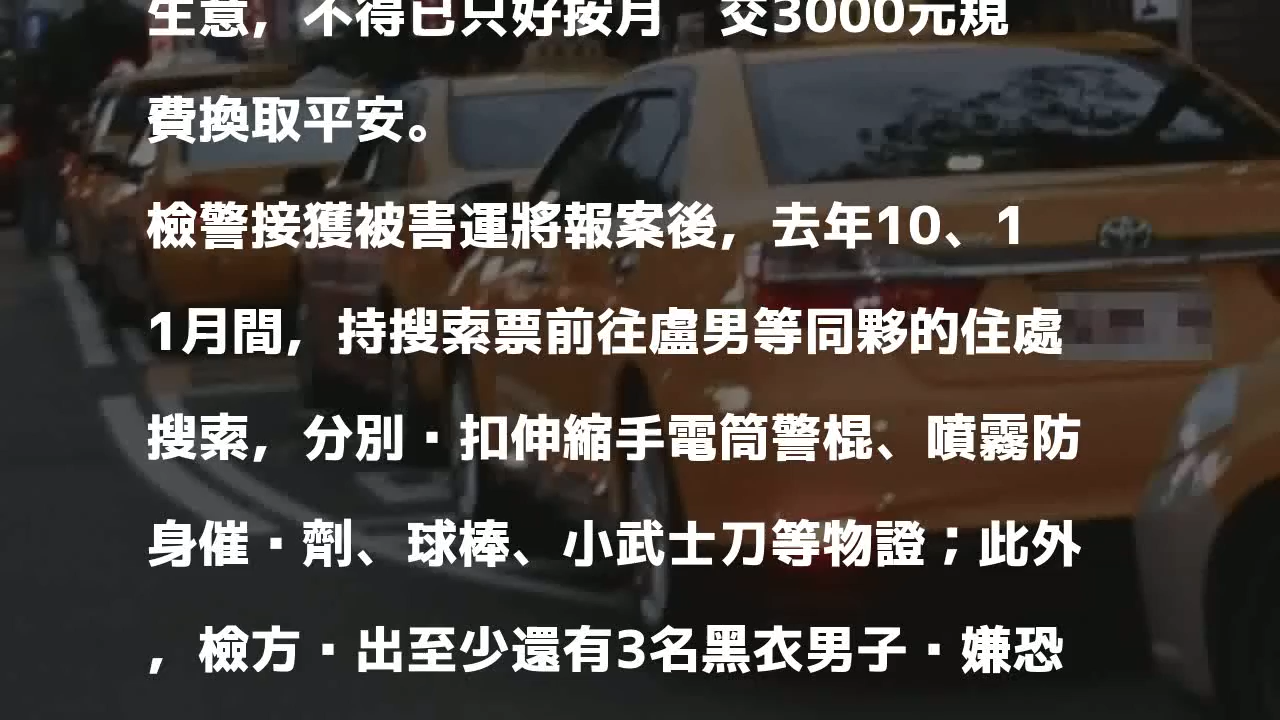 生意，不得已只好按月　交3000元規
費換取平安。
檢警接獲被害運將報案後，去年10、1
1月間，持搜索票前往盧男等同夥的住處
搜索，分別▪扣伸縮手電筒警棍、噴霧防
身催▪劑、球棒、小武士刀等物證；此外
，檢方▪出至少還有3名黑衣男子▪嫌恐